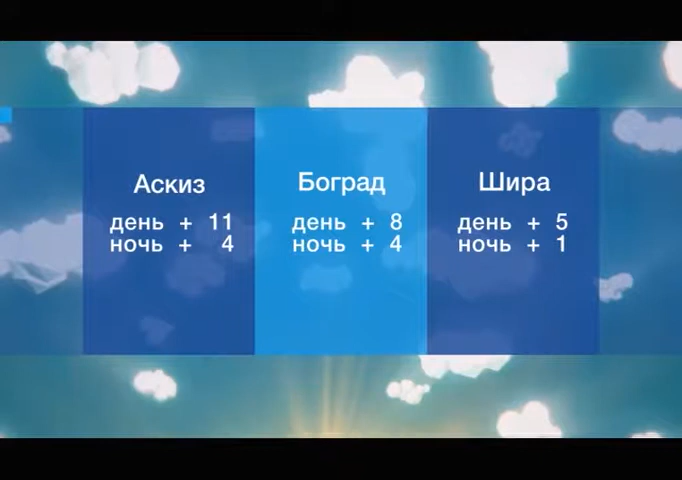 Аскиз
день + 11
ночь + 4
Боград
день + 8
ночь + 4
Шира
день + 5
ночь + 1